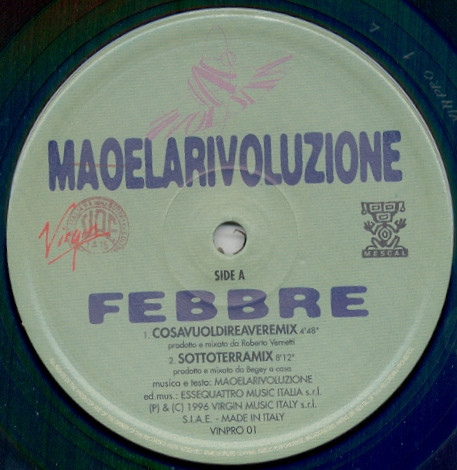 MAOELARIVOLUZIONE
Virgin
MESCAL
SIDE A
FEBBRE
1. COSAVUOLDIREAVEREMIX 4'48"
prodotto e mixato da Roberto Vernetti
2. SOTTOTERRAMIX 8'12"
prodotto e mixato da Begey a casa
musica e testo: MAOELARIVOLUZIONE
ed.mus.: ESSEQUATTRO MUSIC ITALIA s.r.l.
(P) & (C) 1996 VIRGIN MUSIC ITALY s.r.l.
S.I.A.E. - MADE IN ITALY
VINPRO 01